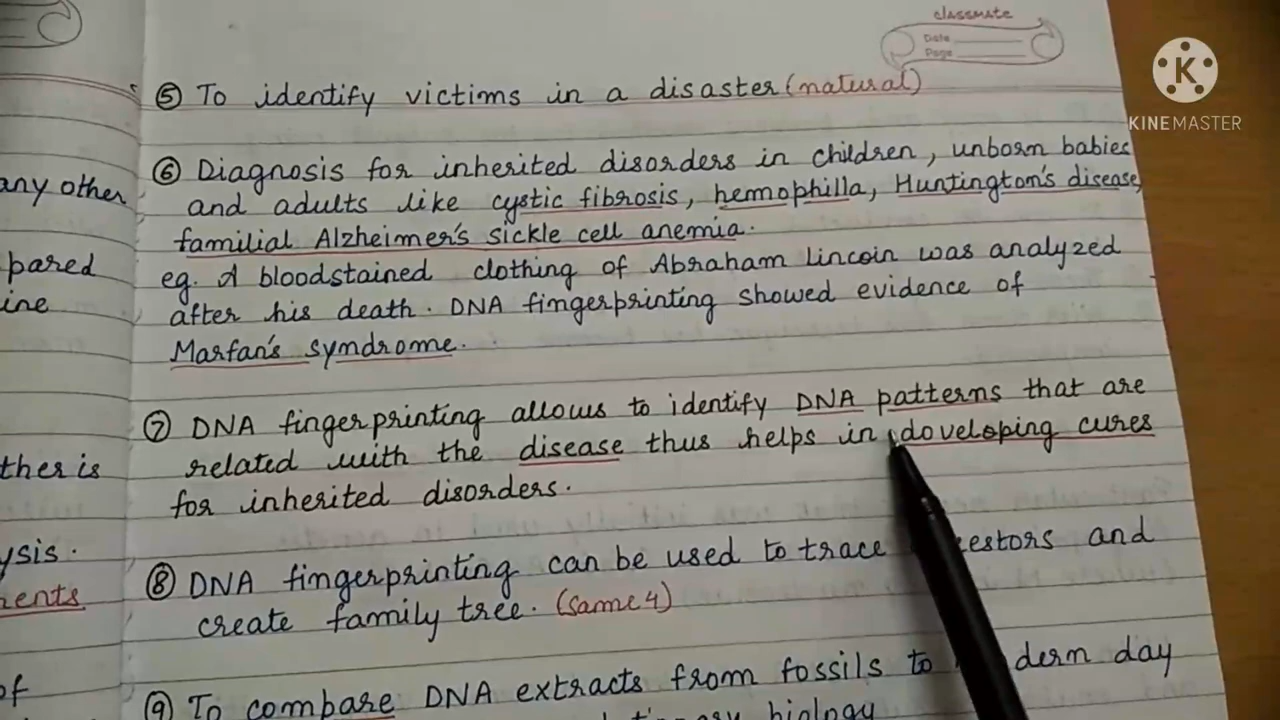 classmate
Date
Page
KINEMASTER
⑤ To identify victims in a disaster (natural)
⑥ Diagnosis for inherited disorders in children, unborn babies
any other
and adults like cystic fibrosis, hemophilla, Huntington's disease,
familial Alzheimer's sickle cell anemia.
pared
eg. A bloodstained clothing of Abraham Lincoin was analyzed
ine
after his death. DNA fingerprinting showed evidence of
Marfan's syndrome.
⑦ DNA fingerprinting allows to identify DNA patterns that are
ther is
related with the disease thus helps in doveloping cures
for inherited disorders.
ysis.
⑧ DNA fingerprinting can be used to trace estors and
ments
create family tree. (same 4)
of
⑨ To compare DNA extracts from fossils to dern day
biology